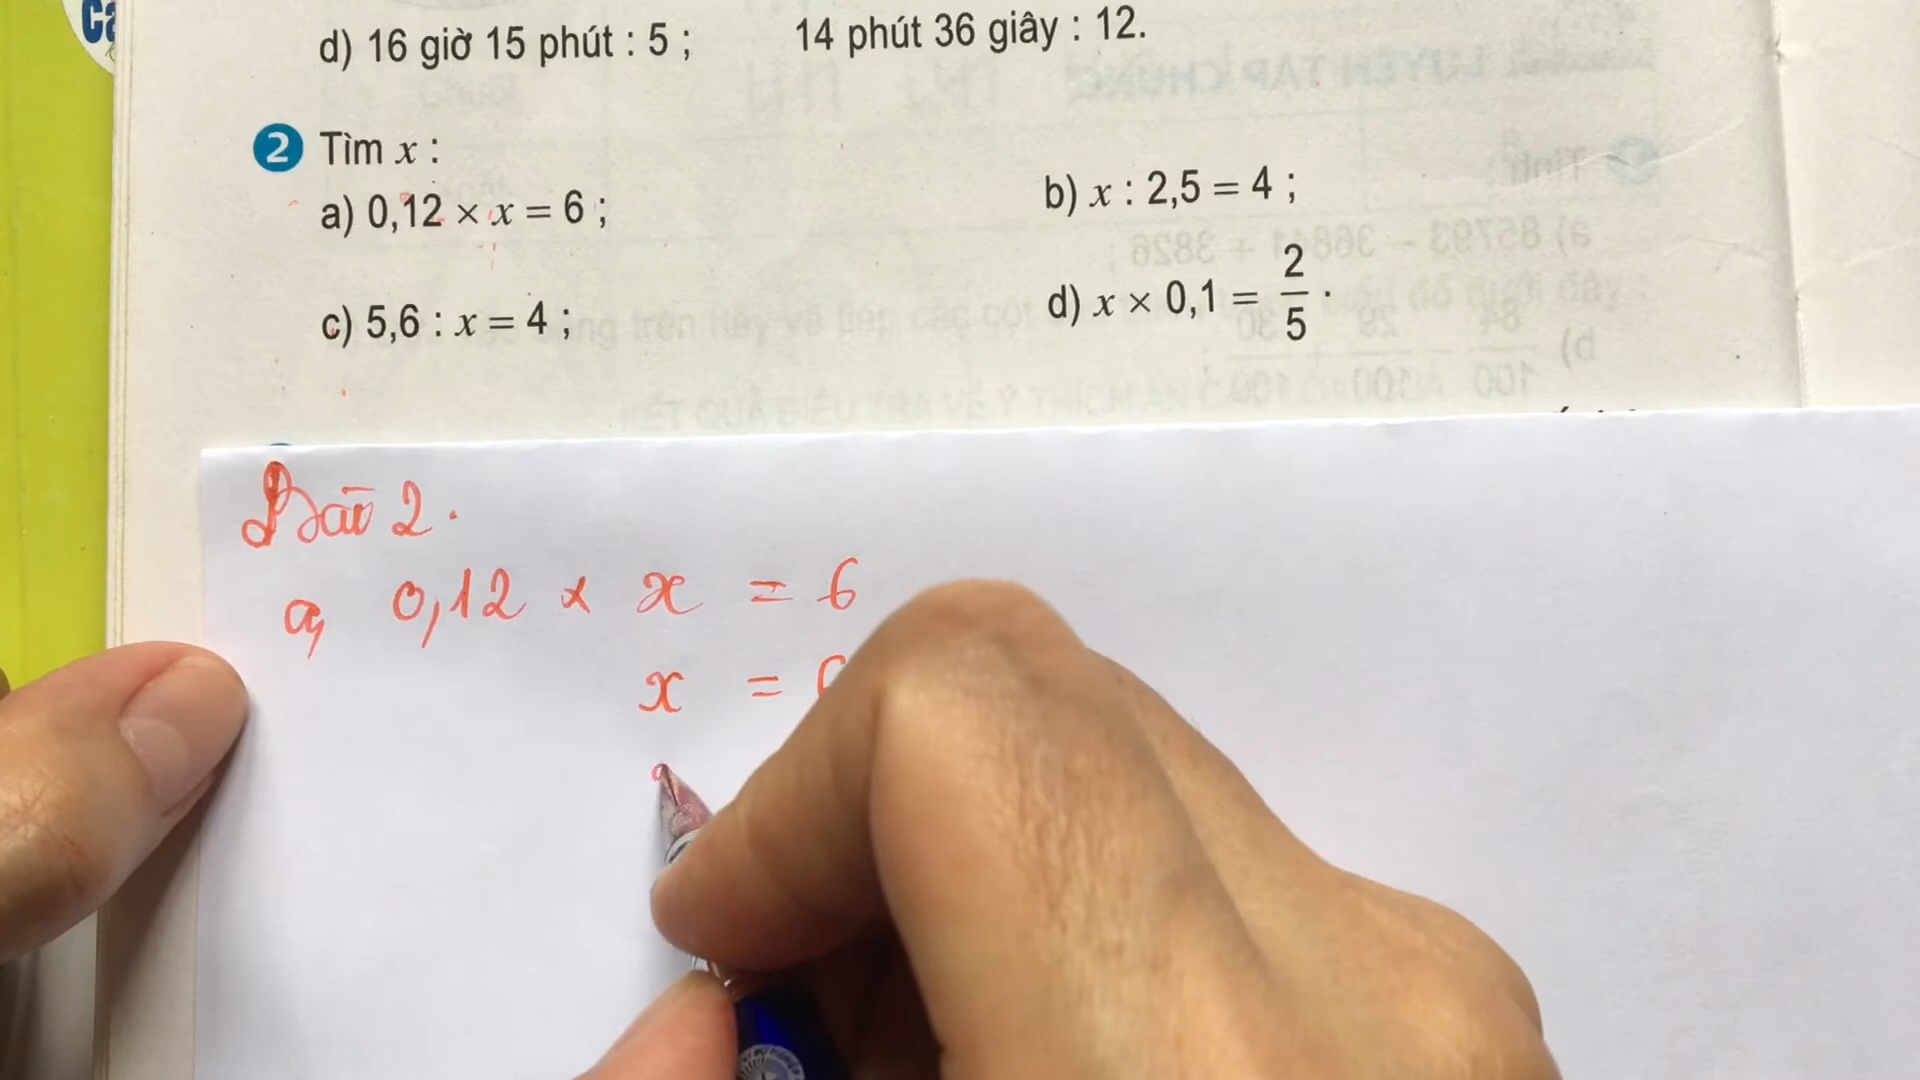 d) 16 giờ 15 phút : 5 ; 14 phút 36 giây : 12.
2 Tìm x :
a) 0,12 × x = 6 ; b) x : 2,5 = 4 ;
c) 5,6 : x = 4 ; d) x × 0,1 = 2/5 .
Bài 2.
a, 0,12 x x = 6
x =